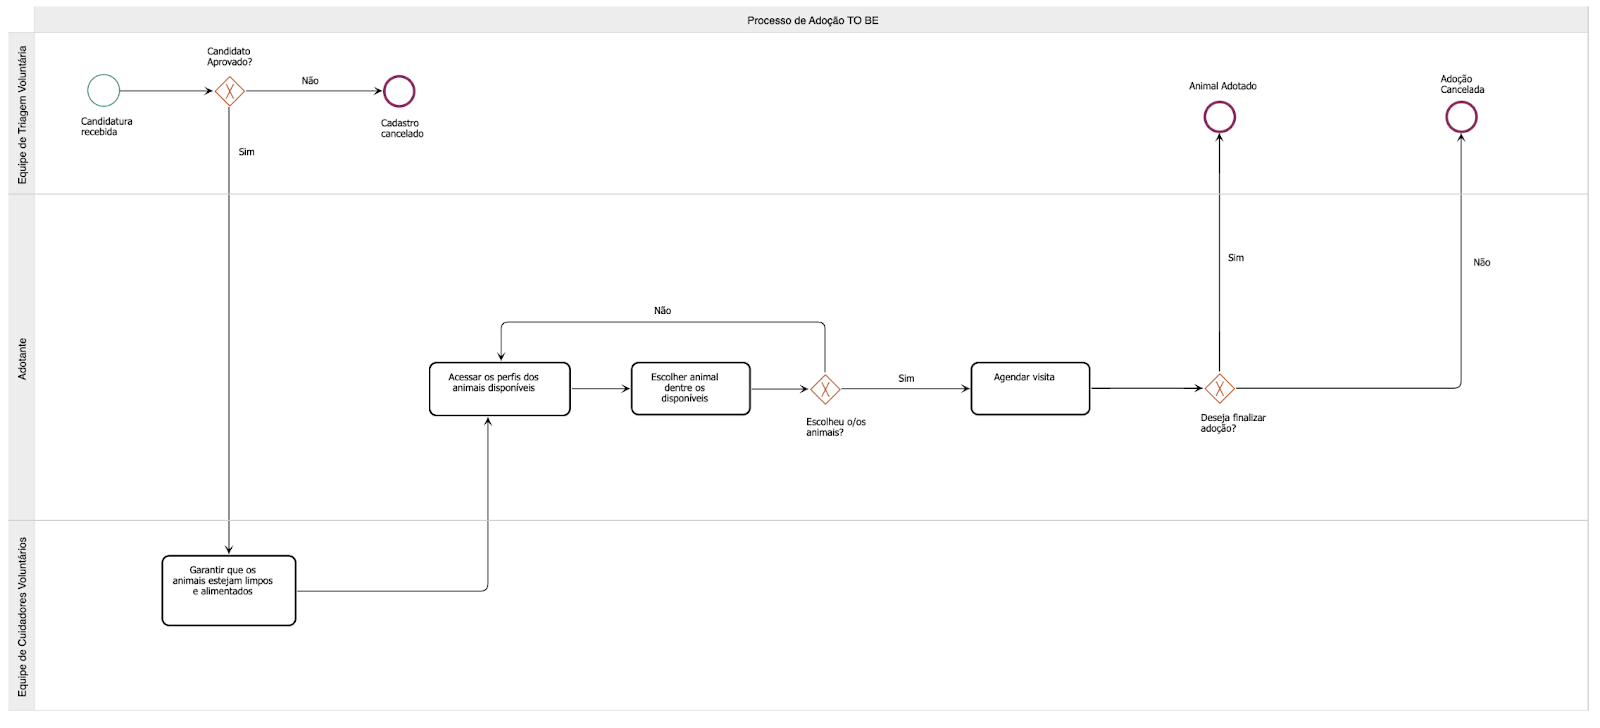 Processo de Adoção TO BE
Equipe de Triagem Voluntária
Candidatura
recebida
Candidato
Aprovado?
Não
Sim
Cadastro
cancelado
Animal Adotado
Adoção
Cancelada
Adotante
Sim
Não
Não
Acessar os perfis dos
animais disponíveis
Escolher animal
dentre os
disponíveis
Escolheu o/os
animais?
Sim
Agendar visita
Deseja finalizar
adoção?
Equipe de Cuidadores Voluntários
Garantir que os
animais estejam limpos
e alimentados